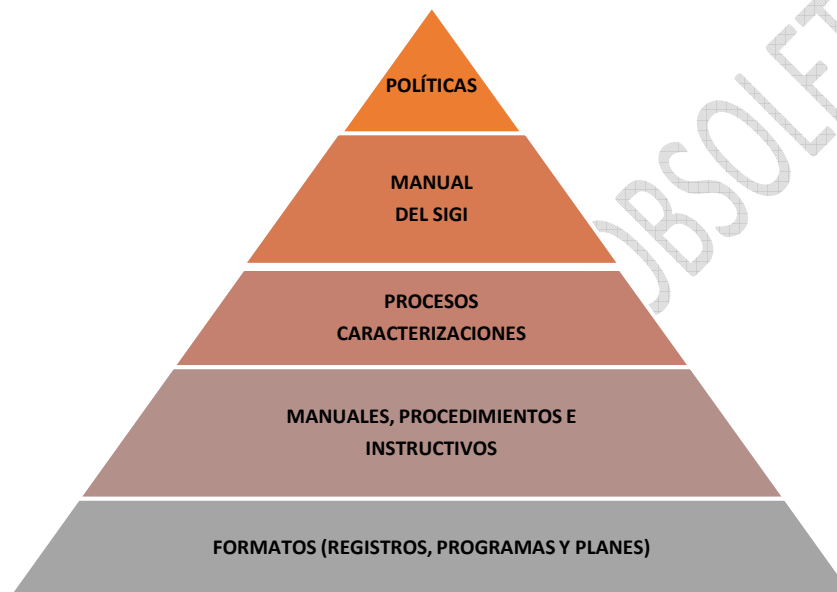 POLÍTICAS
MANUAL
DEL SIGI
PROCESOS
CARACTERIZACIONES
MANUALES, PROCEDIMIENTOS E
INSTRUCTIVOS
FORMATOS (REGISTROS, PROGRAMAS Y PLANES)